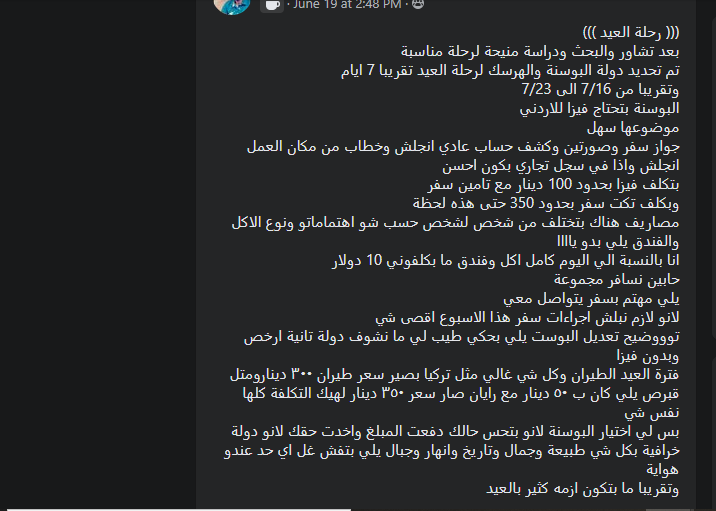 June 19 at 2:48 PM
((( رحلة العيد )))
بعد تشاور والبحث ودراسة منيحة لرحلة مناسبة
تم تحديد دولة البوسنة والهرسك لرحلة العيد تقريبا 7 ايام
وتقريبا من 7/16 الى 7/23
البوسنة بتحتاج فيزا للاردني
موضوعها سهل
جواز سفر وصورتين وكشف حساب عادي انجلش وخطاب من مكان العمل
انجلش واذا في سجل تجاري بكون احسن
بتكلف فيزا بحدود 100 دينار مع تامين سفر
وبكلف تكت سفر بحدود 350 حتى هذه لحظة
مصاريف هناك بتختلف من شخص لشخص حسب شو اهتماماتو ونوع الاكل
والفندق يلي بدو يااااا
انا بالنسبة الي اليوم كامل اكل وفندق ما بكلفوني 10 دولار
حابين نسافر مجموعة
يلي مهتم بسفر يتواصل معي
لانو لازم نبلش اجراءات سفر هذا الاسبوع اقصى شي
توووضيح تعديل البوست يلي بحكي طيب لي ما نشوف دولة تانية ارخص
وبدون فيزا
فترة العيد الطيران وكل شي غالي مثل تركيا بصير سعر طيران ٣٠٠ دينارومتل
قبرص يلي كان ب ٥٠ دينار مع رايان صار سعر ٣٥٠ دينار لهيك التكلفة كلها
نفس شي
بس لي اختيار البوسنة لانو بتحس حالك دفعت المبلغ واخدت حقك لانو دولة
خرافية بكل شي طبيعة وجمال وتاريخ وانهار وجبال يلي بتفش غل اي حد عندو
هواية
وتقريبا ما بتكون ازمه كثير بالعيد